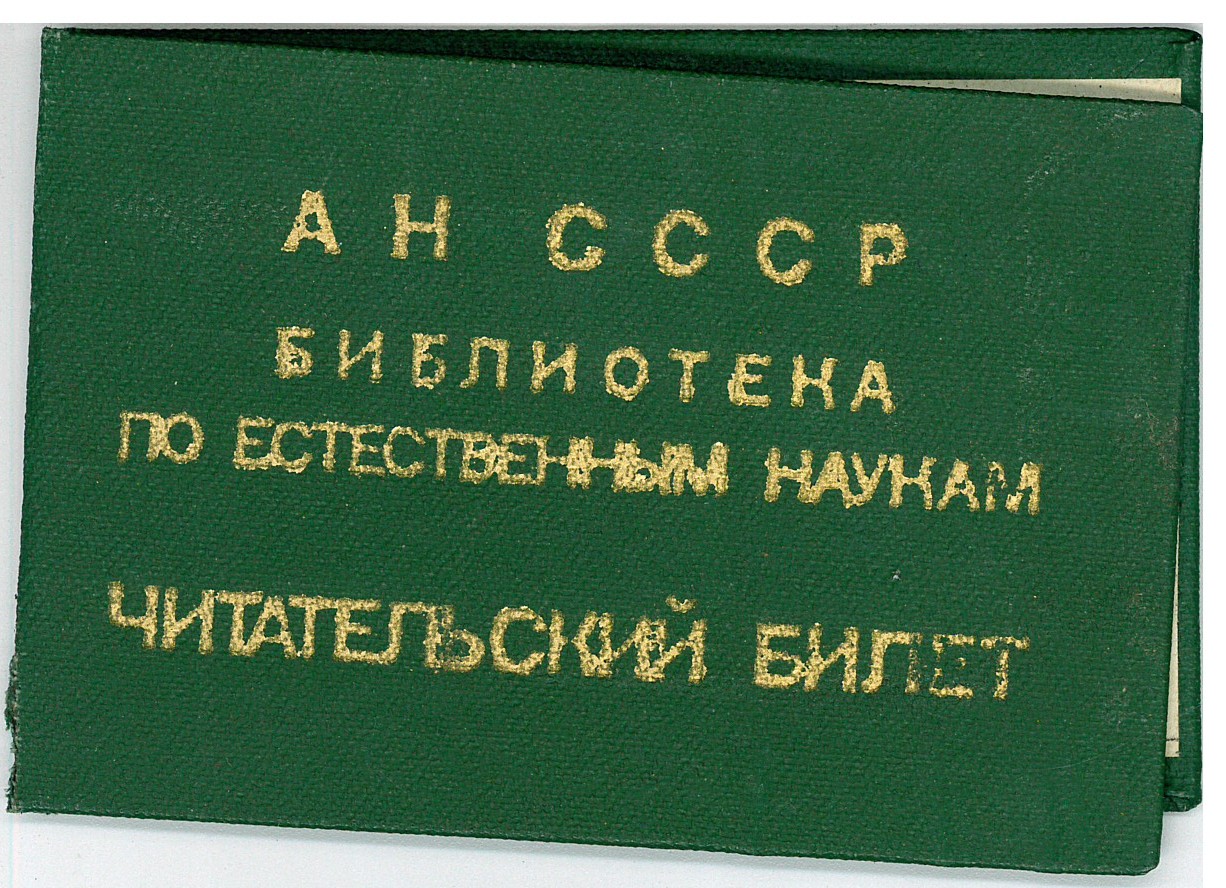 АН СССР
БИБЛИОТЕКА
ПО ЕСТЕСТВЕННЫМ НАУКАМ
ЧИТАТЕЛЬСКИЙ БИЛЕТ